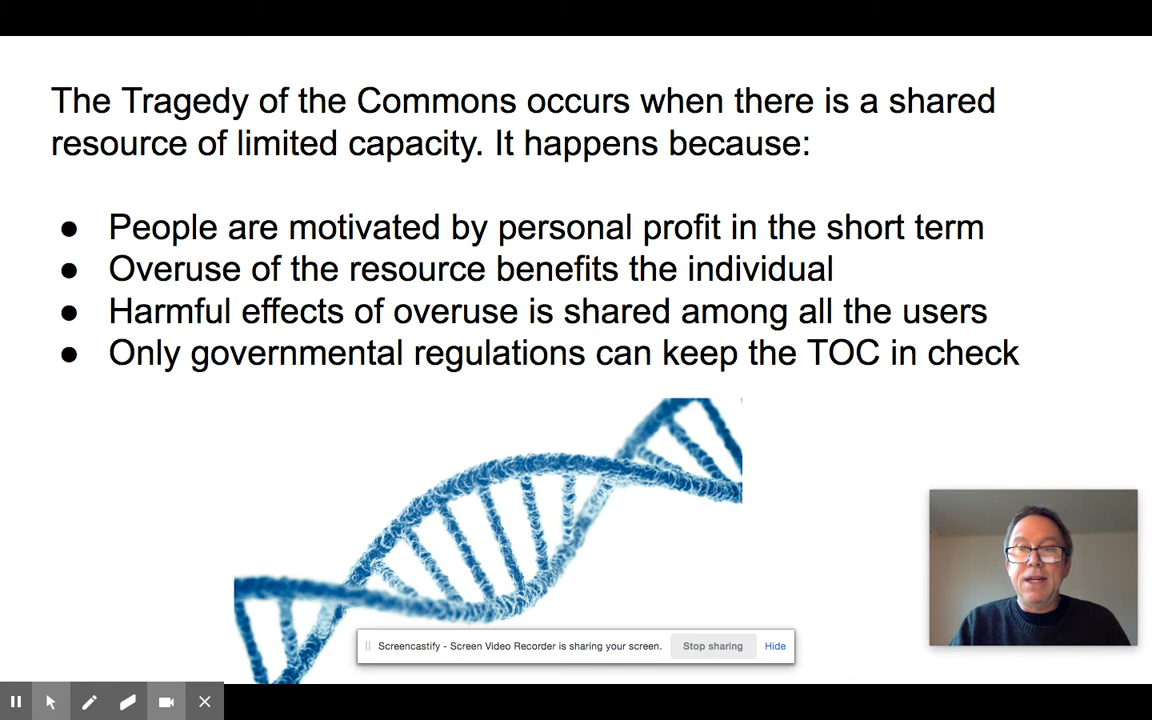 The Tragedy of the Commons occurs when there is a shared
resource of limited capacity. It happens because:
● People are motivated by personal profit in the short term
● Overuse of the resource benefits the individual
● Harmful effects of overuse is shared among all the users
● Only governmental regulations can keep the TOC in check
Screencastify - Screen Video Recorder is sharing your screen. Stop sharing Hide